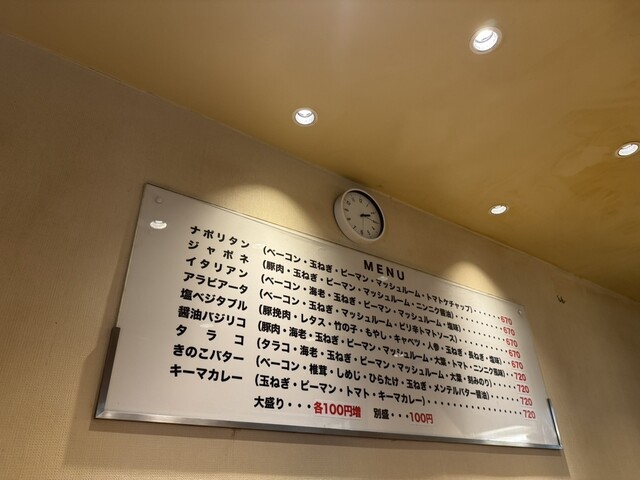 MENU
ナポリタン (ベーコン・玉ねぎ・ピーマン・マッシュルーム・トマトケチャップ)・・・・・・670
ジャポネ (豚肉・玉ねぎ・ピーマン・マッシュルーム・ニンニク醤油)・・・・・・670
イタリアン (ベーコン・海老・玉ねぎ・ピーマン・マッシュルーム・塩味)・・・・・・670
アラビアータ (ベーコン・玉ねぎ・マッシュルーム・ピリ辛トマトソース)・・・・・・670
塩ベジタブル (豚挽肉・レタス・竹の子・もやし・キャベツ・人参・玉ねぎ・長ねぎ・塩味)・・670
醤油バジリコ (豚肉・海老・玉ねぎ・ピーマン・マッシュルーム・大葉・トマト・ニンニク風味)・・720
タラコ (タラコ・海老・玉ねぎ・ピーマン・マッシュルーム・大葉・刻みのり)・・・720
きのこバター (ベーコン・椎茸・しめじ・ひらたけ・玉ねぎ・メンテルバター醤油)・・・・720
キーマカレー (玉ねぎ・ピーマン・トマト・キーマカレー)・・・・・・720
大盛り・・・各100円増 別盛・・・100円